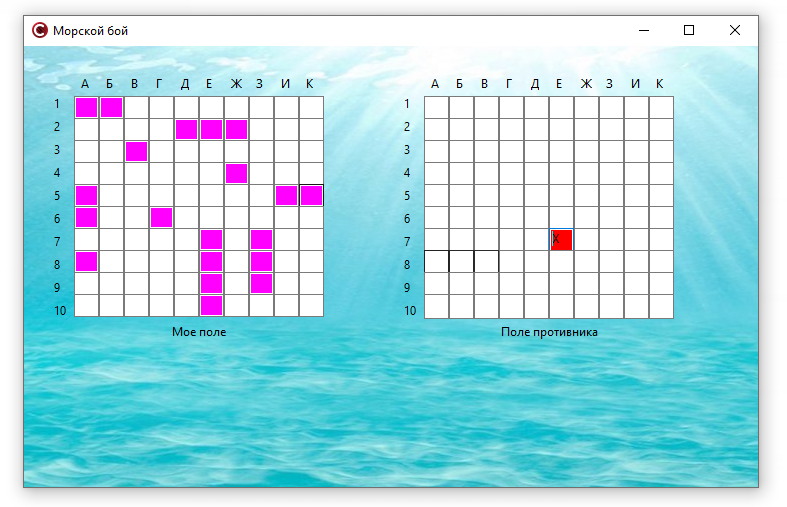 Морской бой
А Б В Г Д Е Ж З И К
А Б В Г Д Е Ж З И К
1 1
2 2
3 3
4 4
5 5
6 6
7 7 X
8 8
9 9
10 10
Мое поле
Поле противника